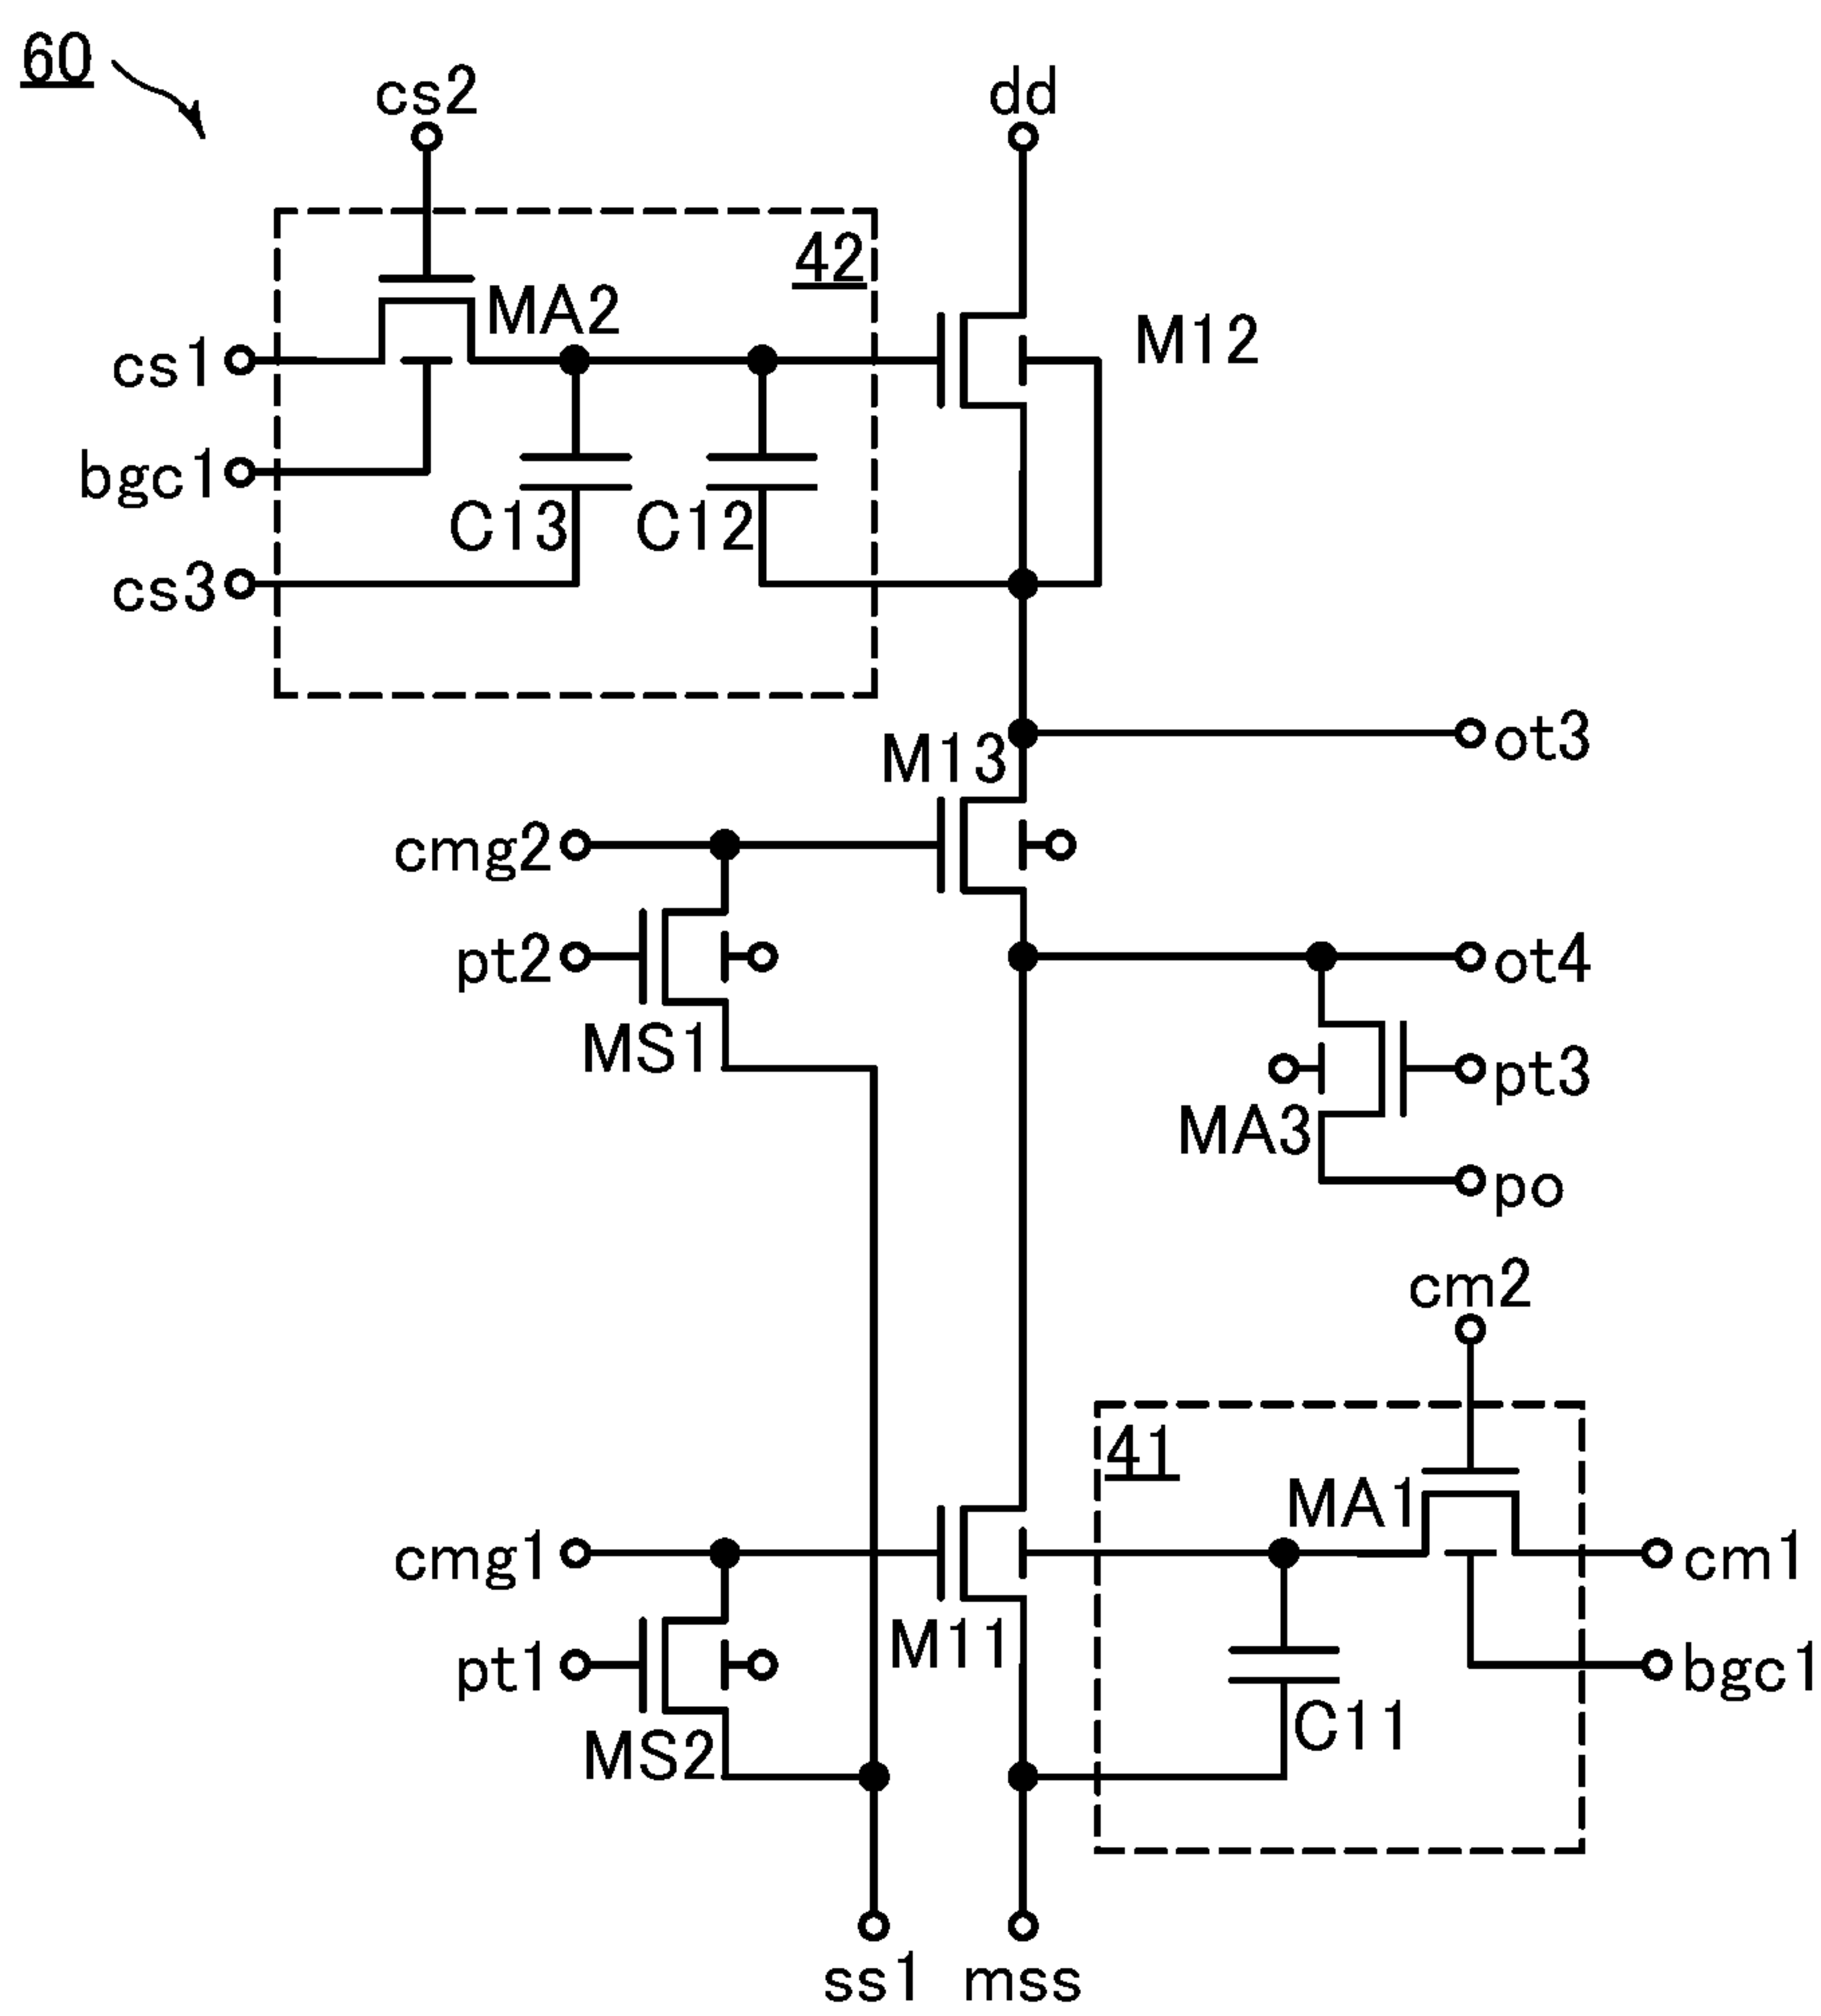 60
cs2
dd
42
MA2
M12
cs1
bgc1
C13
C12
cs3
ot3
M13
cmg2
pt2
ot4
MS1
pt3
MA3
po
cm2
41
MA1
cmg1
cm1
M11
pt1
bgc1
C11
MS2
ss1
mss